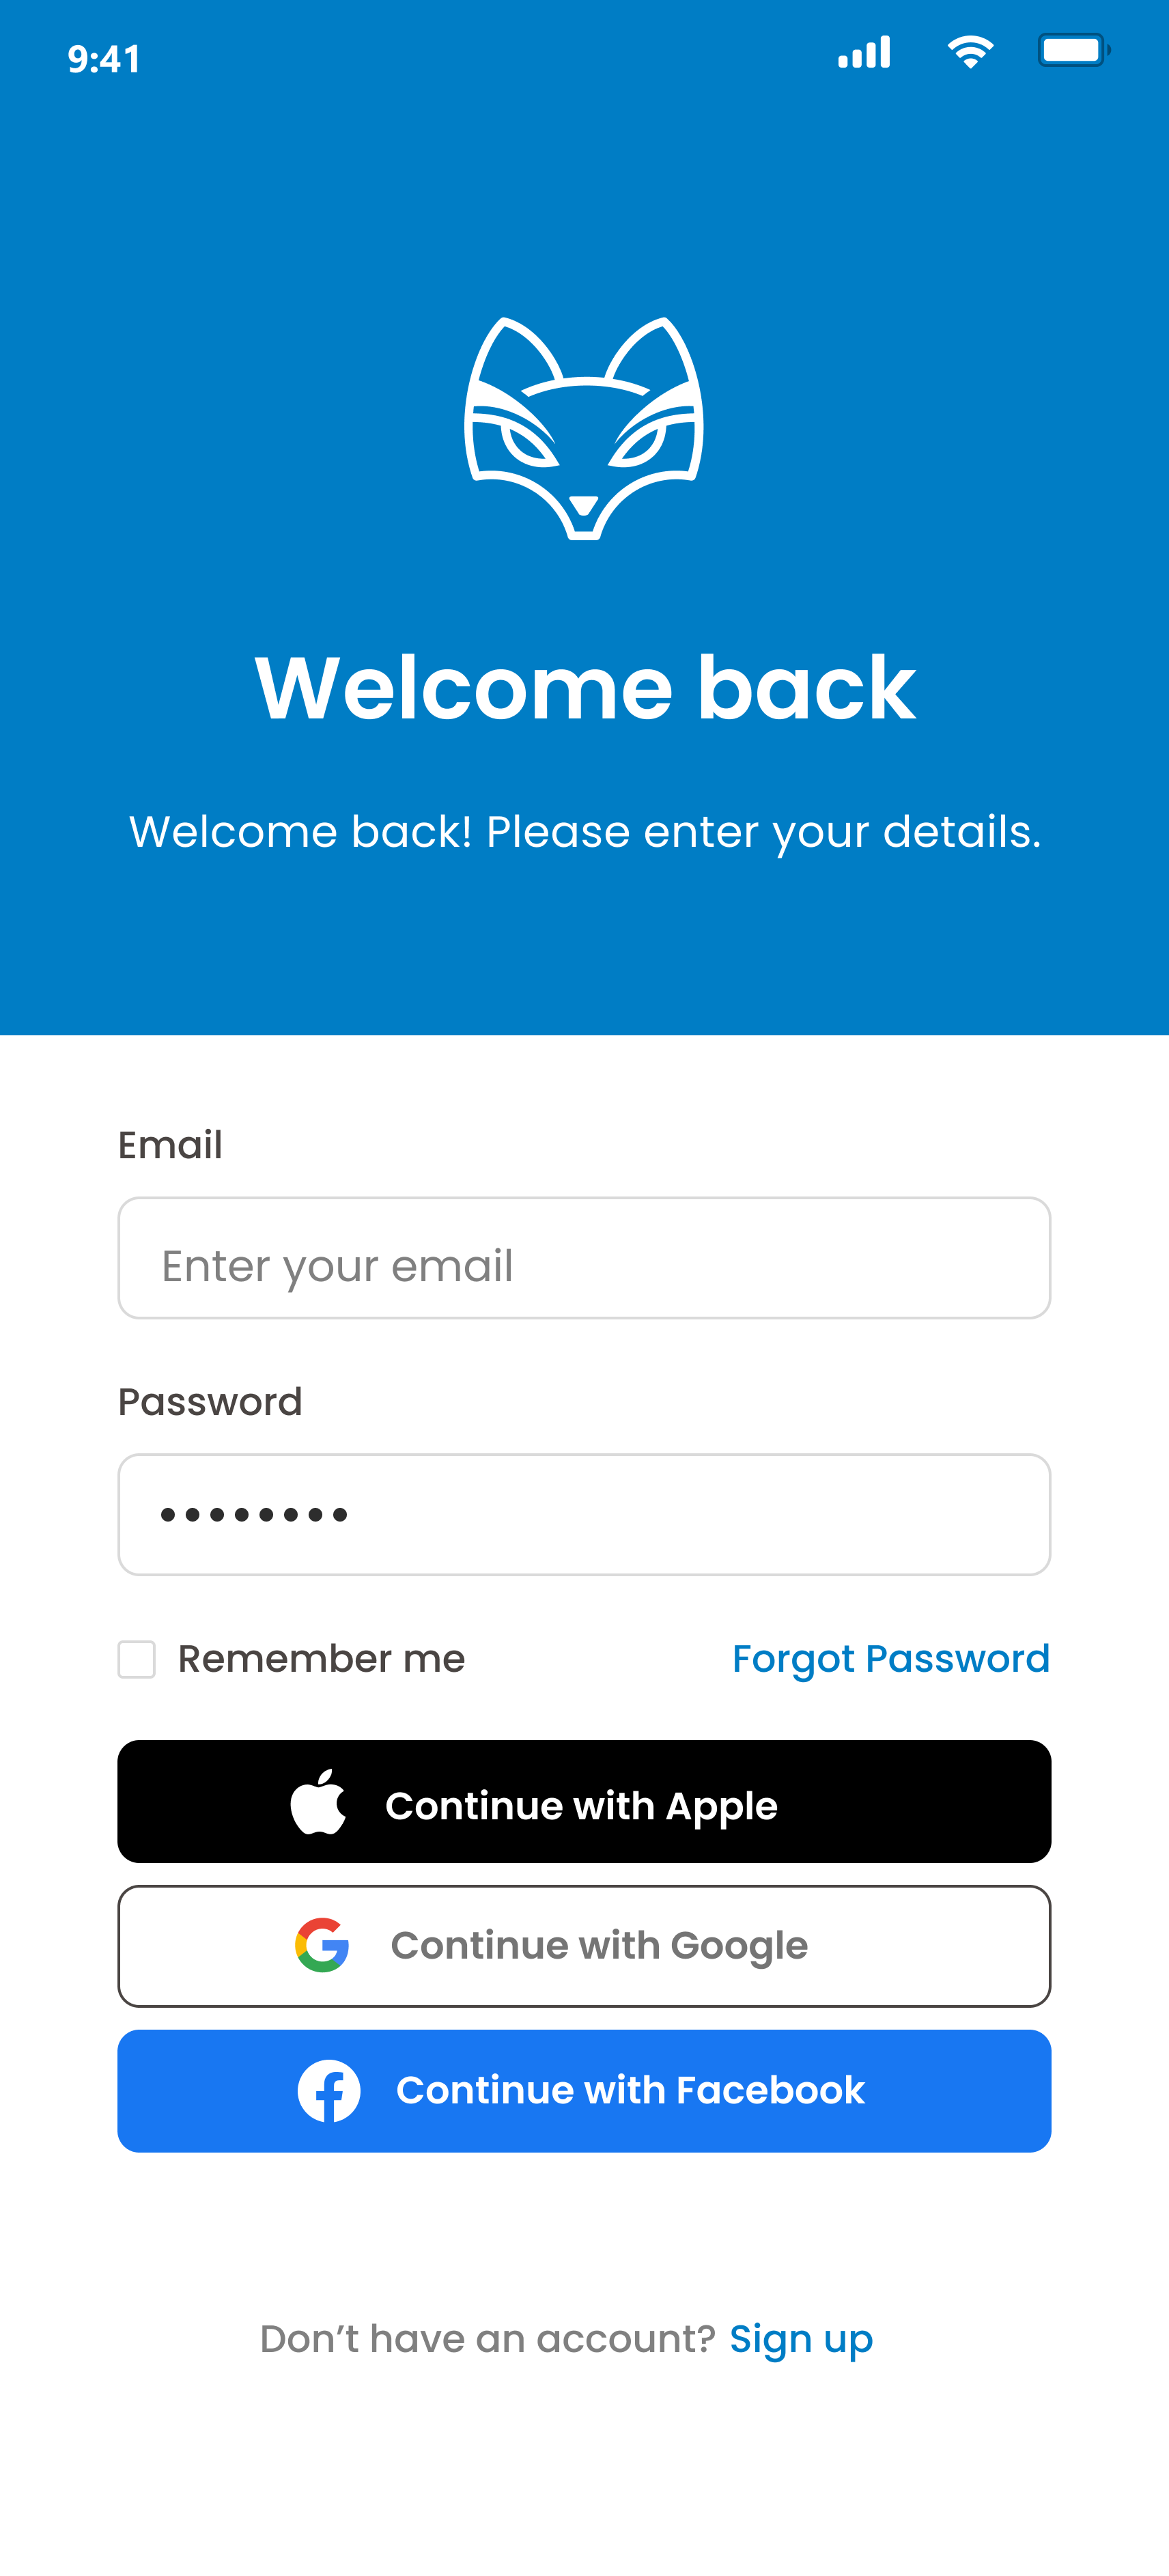 9:41
Welcome back
Welcome back! Please enter your details.
Email
Enter your email
Password
••••••••
Remember me
Forgot Password
Continue with Apple
Continue with Google
Continue with Facebook
Don’t have an account? Sign up